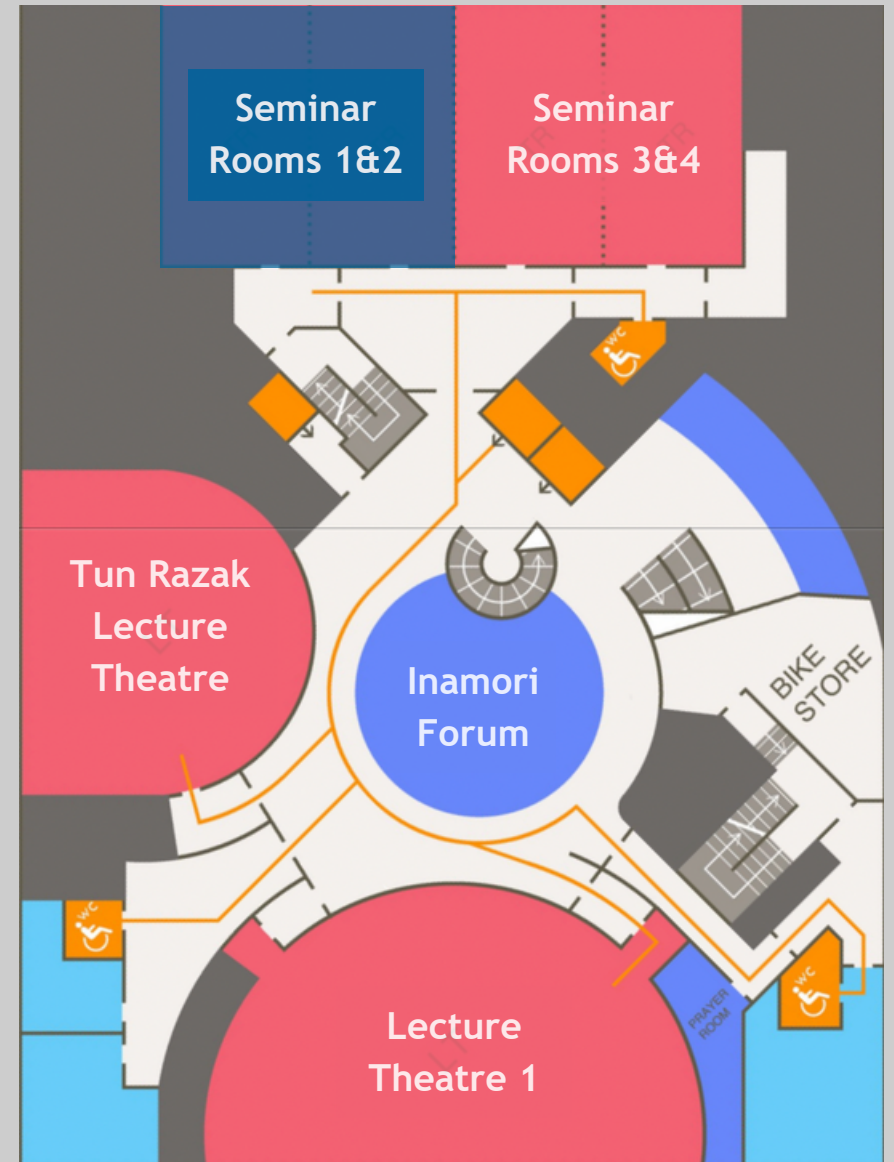 Seminar
Rooms 1&2
Seminar
Rooms 3&4
WC
Tun Razak
Lecture
Theatre
Inamori
Forum
BIKE
STORE
WC
WC
PRAYER
ROOM
Lecture
Theatre 1